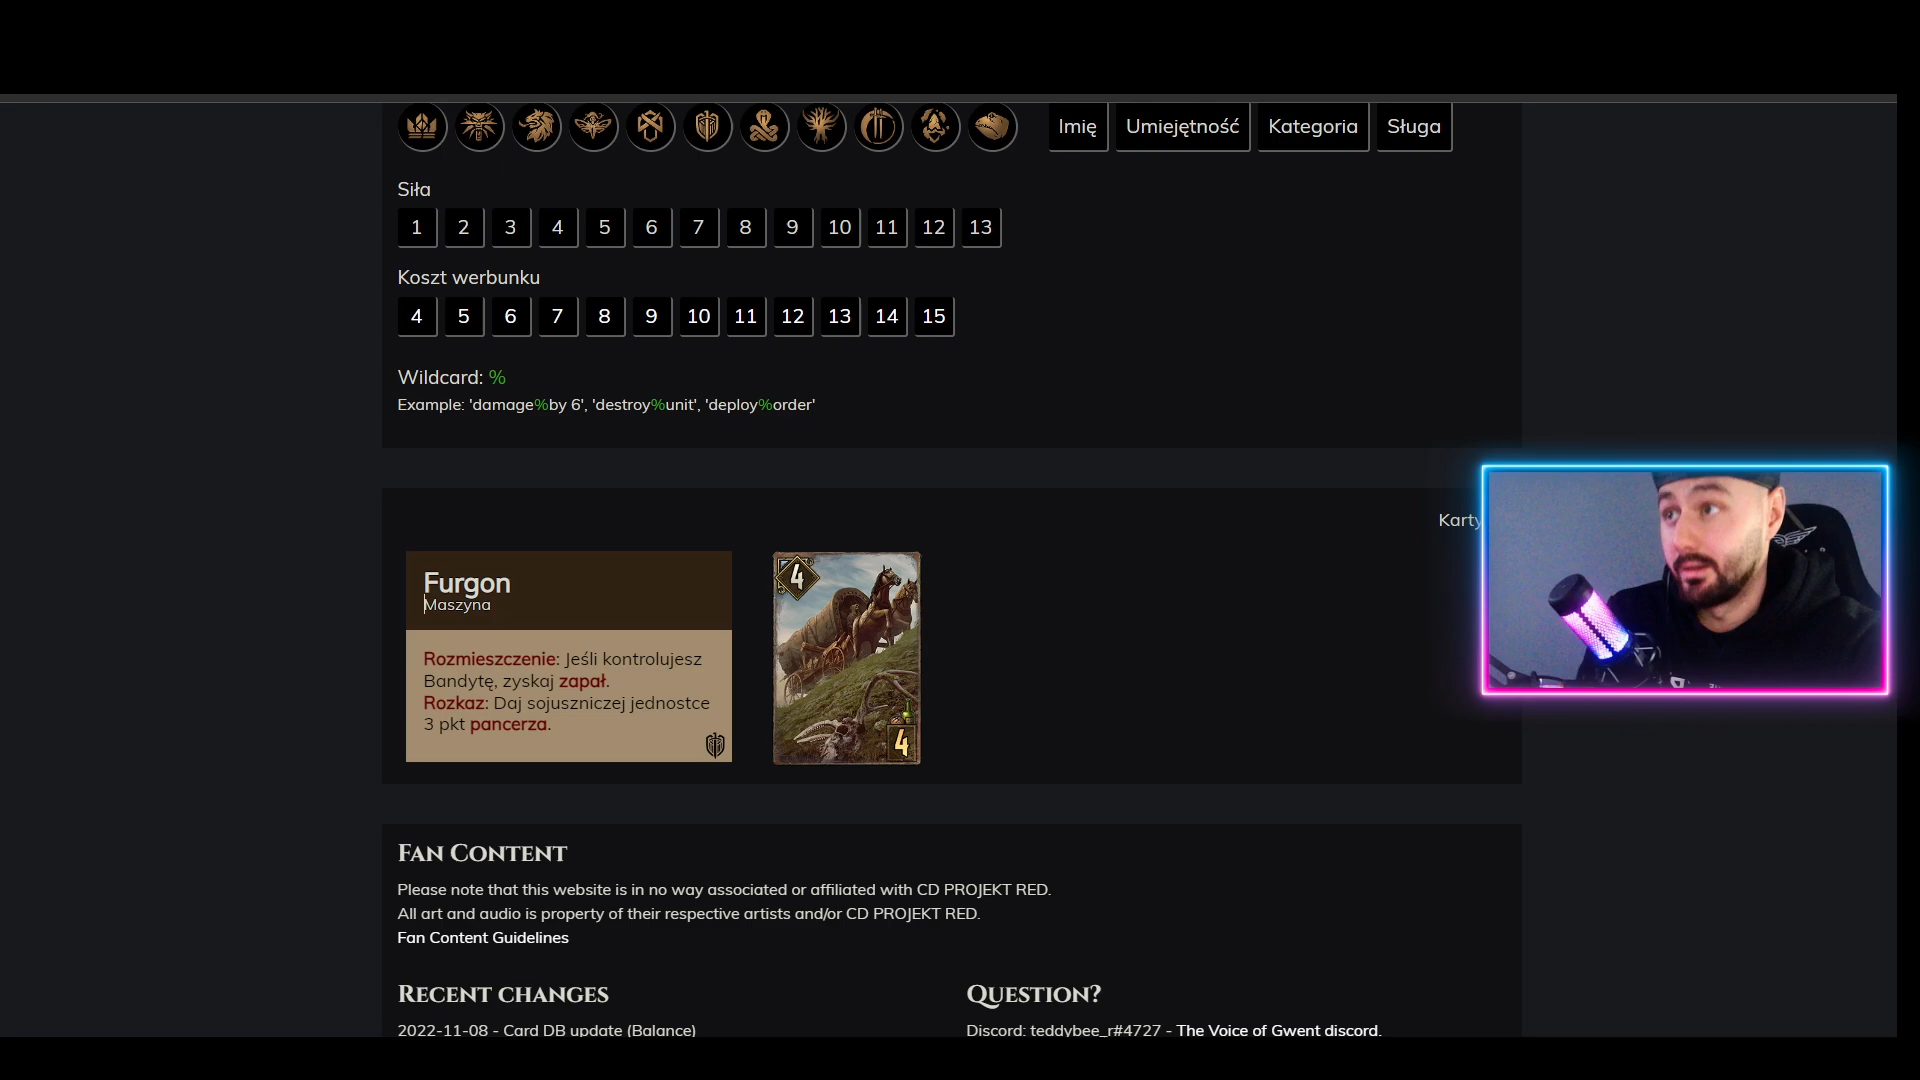 Imię Umiejętność Kategoria Sługa
Siła
1 2 3 4 5 6 7 8 9 10 11 12 13
Koszt werbunku
4 5 6 7 8 9 10 11 12 13 14 15
Wildcard: %
Example: 'damage%by 6', 'destroy%unit', 'deploy%order'
Karty
Furgon
Maszyna
Rozmieszczenie: Jeśli kontrolujesz
Bandytę, zyskaj zapał.
Rozkaz: Daj sojuszniczej jednostce
3 pkt pancerza.
4
4
FAN CONTENT
Please note that this website is in no way associated or affiliated with CD PROJEKT RED.
All art and audio is property of their respective artists and/or CD PROJEKT RED.
Fan Content Guidelines
RECENT CHANGES
2022-11-08 - Card DB update (Balance)
QUESTION?
Discord: teddybee_r#4727 - The Voice of Gwent discord.